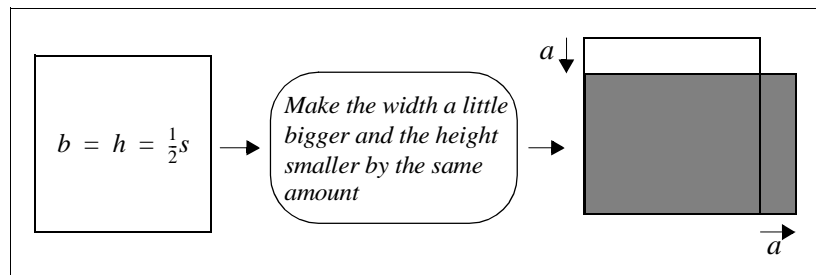 b = h = ½s
Make the width a little
bigger and the height
smaller by the same
amount
a
a